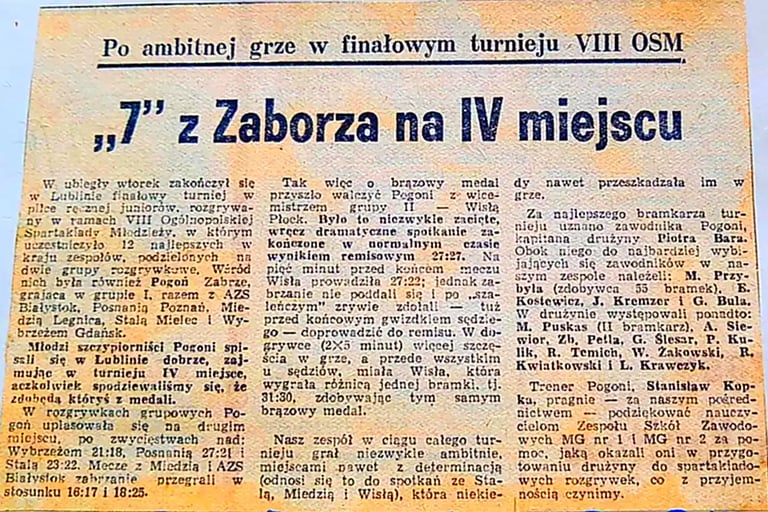 Po ambitnej grze w finałowym turnieju VIII OSM
„7” z Zaborza na IV miejscu
W ubiegły wtorek zakończył się
w Lublinie finałowy turniej w
piłce ręcznej juniorów, rozgrywa-
ny w ramach VIII Ogólnopolskiej
Spartakiady Młodzieży, w którym
uczestniczyło 12 najlepszych w
kraju zespołów, podzielonych na
dwie grupy rozgrywkowe. Wśród
nich była również Pogoń Zabrze,
grająca w grupie I, razem z AZS
Białystok, Posnanią Poznań, Mie-
dzią Legnica, Stalą Mielec i Wy-
brzeżem Gdańsk.
Młodzi szczypiorniści Pogoni spi-
sali się w Lublinie dobrze, zaj-
mując w turnieju IV miejsce,
aczkolwiek spodziewaliśmy się, że
zdobędą któryś z medali.
W rozgrywkach grupowych Po-
goń uplasowała się na drugim
miejscu, po zwycięstwach nad:
Wybrzeżem 21:18, Posnanią 27:21 i
Stalą 23:22. Mecze z Miedzią i AZS
Białystok zabrzanie przegrali w
stosunku 16:17 i 18:25.
Tak więc o brązowy medal
przyszło walczyć Pogoni z wice-
mistrzem grupy II — Wisłą
Płock. Było to niezwykle zacięte,
wręcz dramatyczne spotkanie za-
kończone w normalnym czasie
wynikiem remisowym 27:27. Na
pięć minut przed końcem meczu
Wisła prowadziła 27:22; jednak za-
brzanie nie poddali się i po „sza-
leńczym” zrywie zdołali — tuż
przed końcowym gwizdkiem sędzie-
go — doprowadzić do remisu. W do-
grywce (2X5 minut) więcej szczę-
ścia w grze, a przede wszystkim
u sędziów, miała Wisła, która
wygrała różnicą jednej bramki, tj.
31:30, zdobywając tym samym
brązowy medal.
Nasz zespół w ciągu całego tur-
nieju grał niezwykle ambitnie,
miejscami nawet z determinacją
(odnosi się to do spotkań ze Sta-
lą, Miedzią i Wisłą), która niekie-
dy nawet przeszkadzała im w
grze.
Za najlepszego bramkarza tur-
nieju uznano zawodnika Pogoni,
kapitana drużyny Piotra Bara.
Obok niego do najbardziej wybi-
jających się zawodników w na-
szym zespole należeli: M. Przy-
była (zdobywca 55 bramek), E.
Kosiewicz, J. Kremzer i G. Bula.
W drużynie występowali ponadto:
M. Puskas (II bramkarz), A. Sie-
wior, Zb. Petla, G. Ślesar, P. Ku-
lik, R. Temich, W. Żakowski, R.
Kwiatkowski i L. Krawczyk.
Trener Pogoni, Stanisław Kop-
ka, pragnie — za naszym pośred-
nictwem — podziękować nauczy-
cielom Zespołu Szkół Zawodo-
wych MG nr 1 i MG nr 2 za po-
moc, jaką okazali oni w przygo-
towaniu drużyny do spartakiado-
wych rozgrywek, co z przyjem-
nością czynimy.